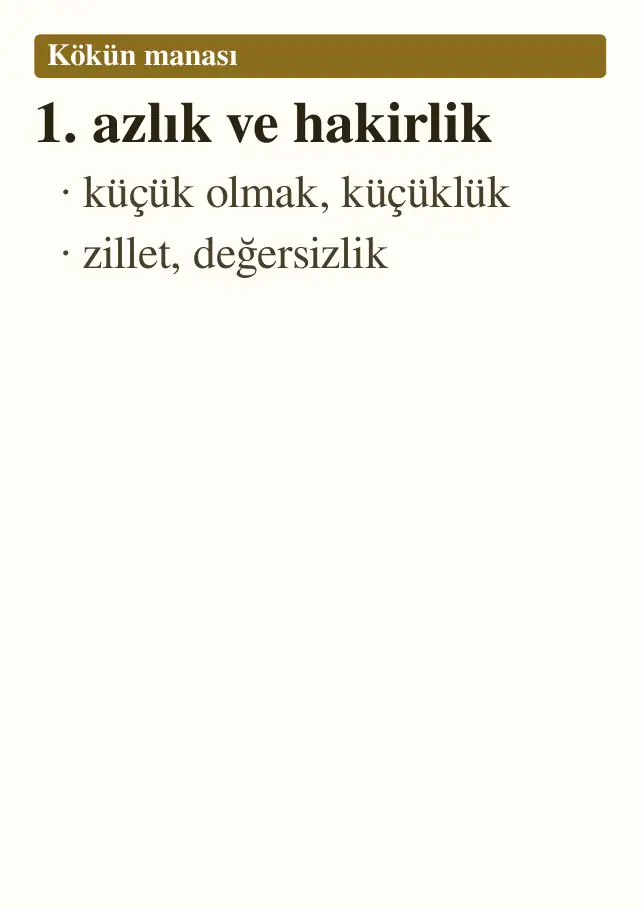 Kökün manası
1. azlık ve hakirlik
· küçük olmak, küçüklük
· zillet, değersizlik